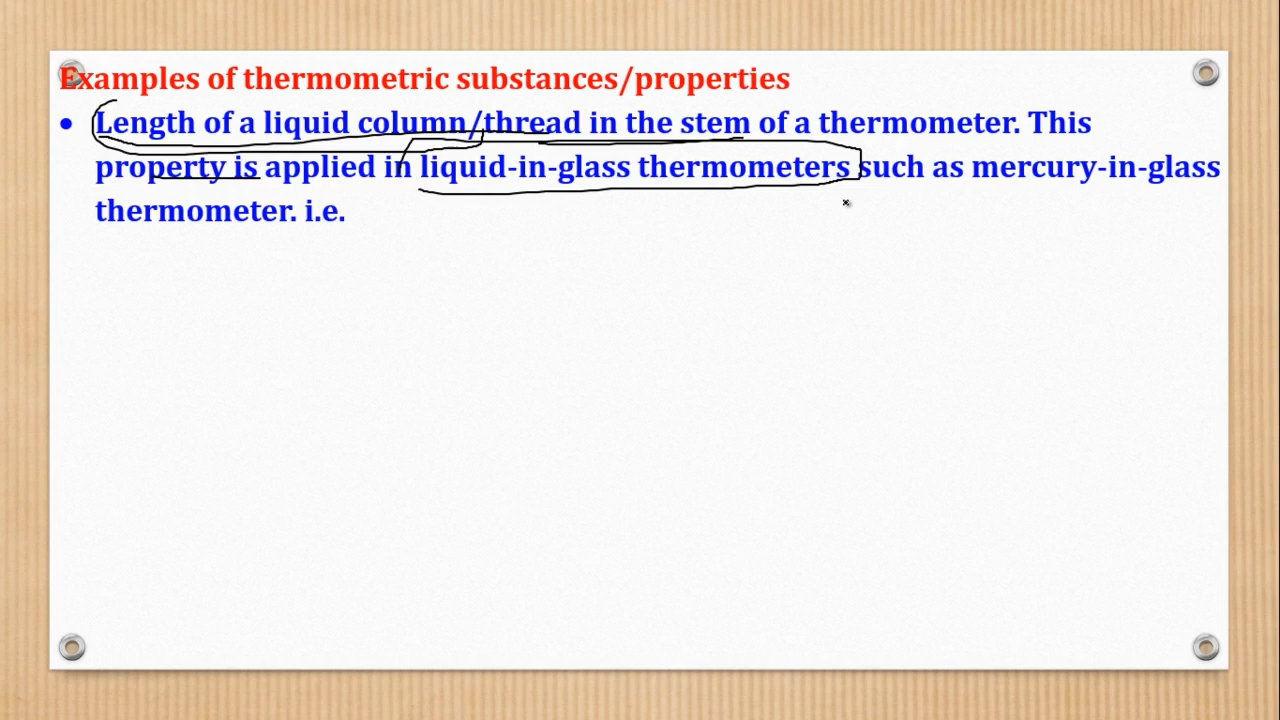 Examples of thermometric substances/properties
• Length of a liquid column/thread in the stem of a thermometer. This
property is applied in liquid-in-glass thermometers such as mercury-in-glass
thermometer. i.e.